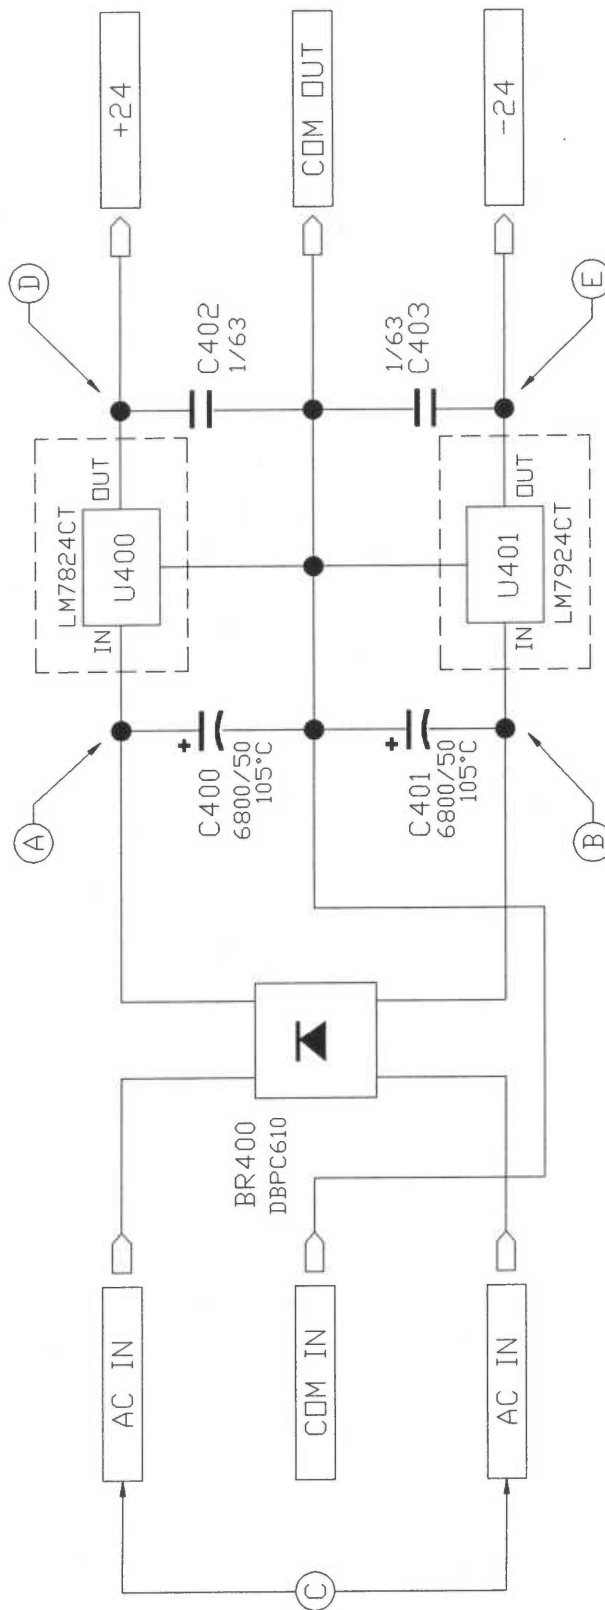 AC IN
COM IN
AC IN
C
BR400
DBPC610
A
C400
6800/50
105°C
C401
6800/50
105°C
B
LM7824CT
IN
U400
OUT
U401
IN
OUT
LM7924CT
D
C402
1/63
1/63
C403
E
+24
COM OUT
-24
+
+